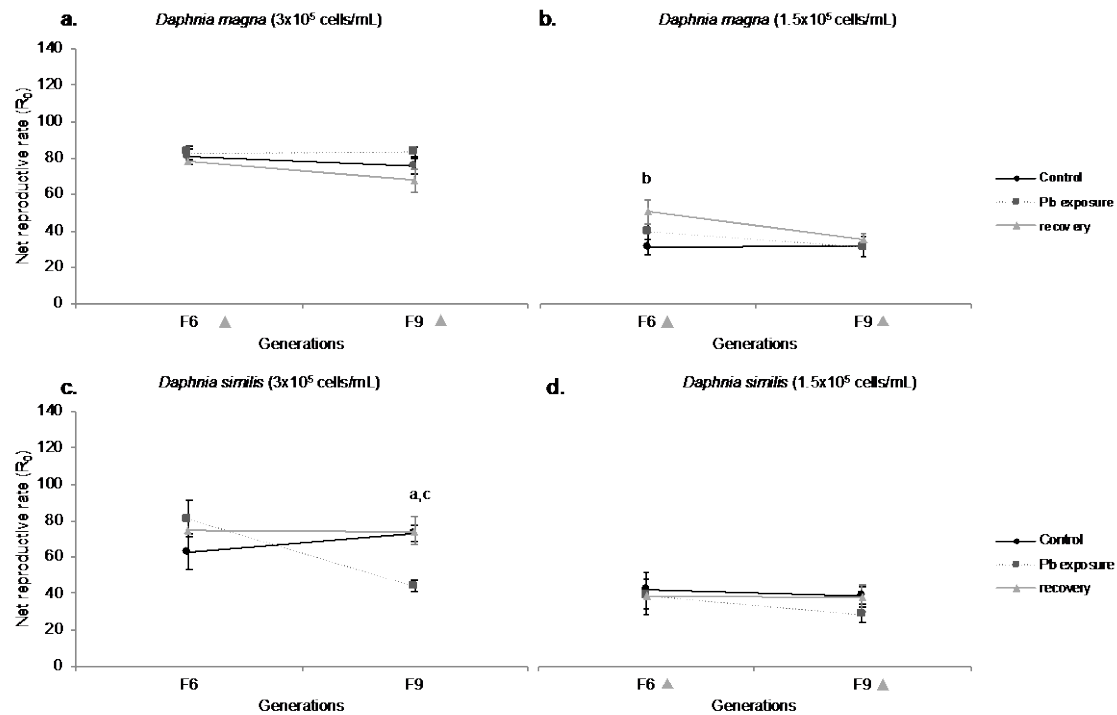 a.
Daphnia magna (3x10⁵ cells/mL)
b.
Daphnia magna (1.5x10⁵ cells/mL)
Net reproductive rate (R₀)
140
120
100
80
60
40
20
0
F6
F9
Generations
b
F6
F9
Generations
Control
Pb exposure
recovery
c.
Daphnia similis (3x10⁵ cells/mL)
d.
Daphnia similis (1.5x10⁵ cells/mL)
Net reproductive rate (R₀)
140
120
100
80
60
40
20
0
a,c
F6
F9
Generations
F6
F9
Generations
Control
Pb exposure
recovery